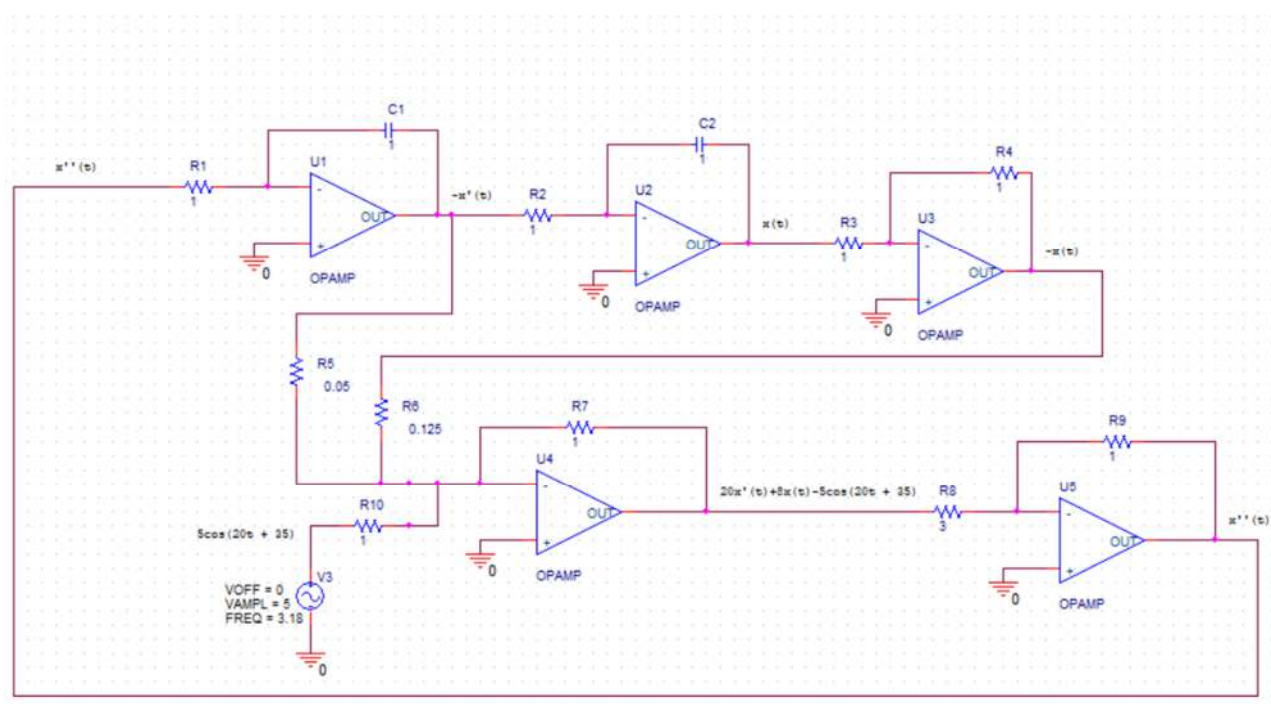 C1
1
x''(t)
R1
1
U1
-
OUT
+
0
OPAMP
-x'(t)
R2
1
C2
1
U2
-
OUT
+
0
OPAMP
x(t)
R3
1
R4
1
U3
-
OUT
+
0
OPAMP
-x(t)
R5
0.05
R6
0.125
R7
1
U4
-
OUT
+
0
OPAMP
R10
1
5cos(20t + 35)
V3
VOFF = 0
VAMPL = 5
FREQ = 3.18
0
20x'(t)+8x(t)-5cos(20t + 35)
R8
3
R9
1
U5
-
OUT
+
0
OPAMP
x''(t)